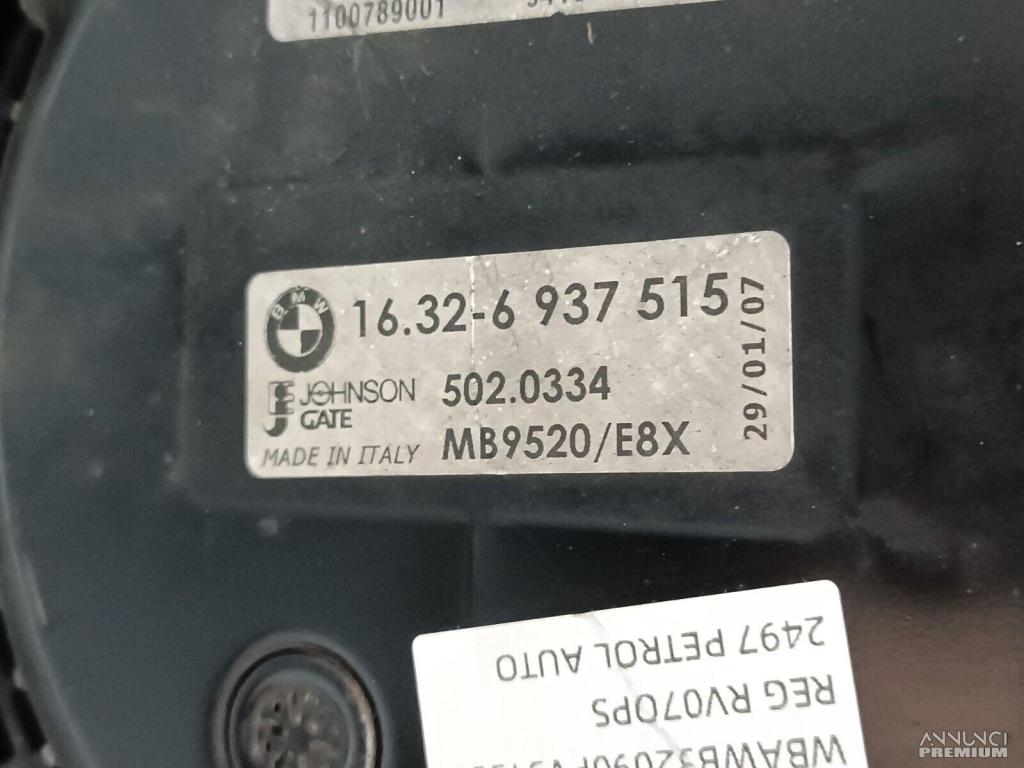 1100789001
BMW
16.32-6 937 515
29/01/07
JOHNSON
GATE
502.0334
MADE IN ITALY
MB9520/E8X
2497 PETROL AUTO
REG RV07OPS
ANNUNCI
PREMIUM